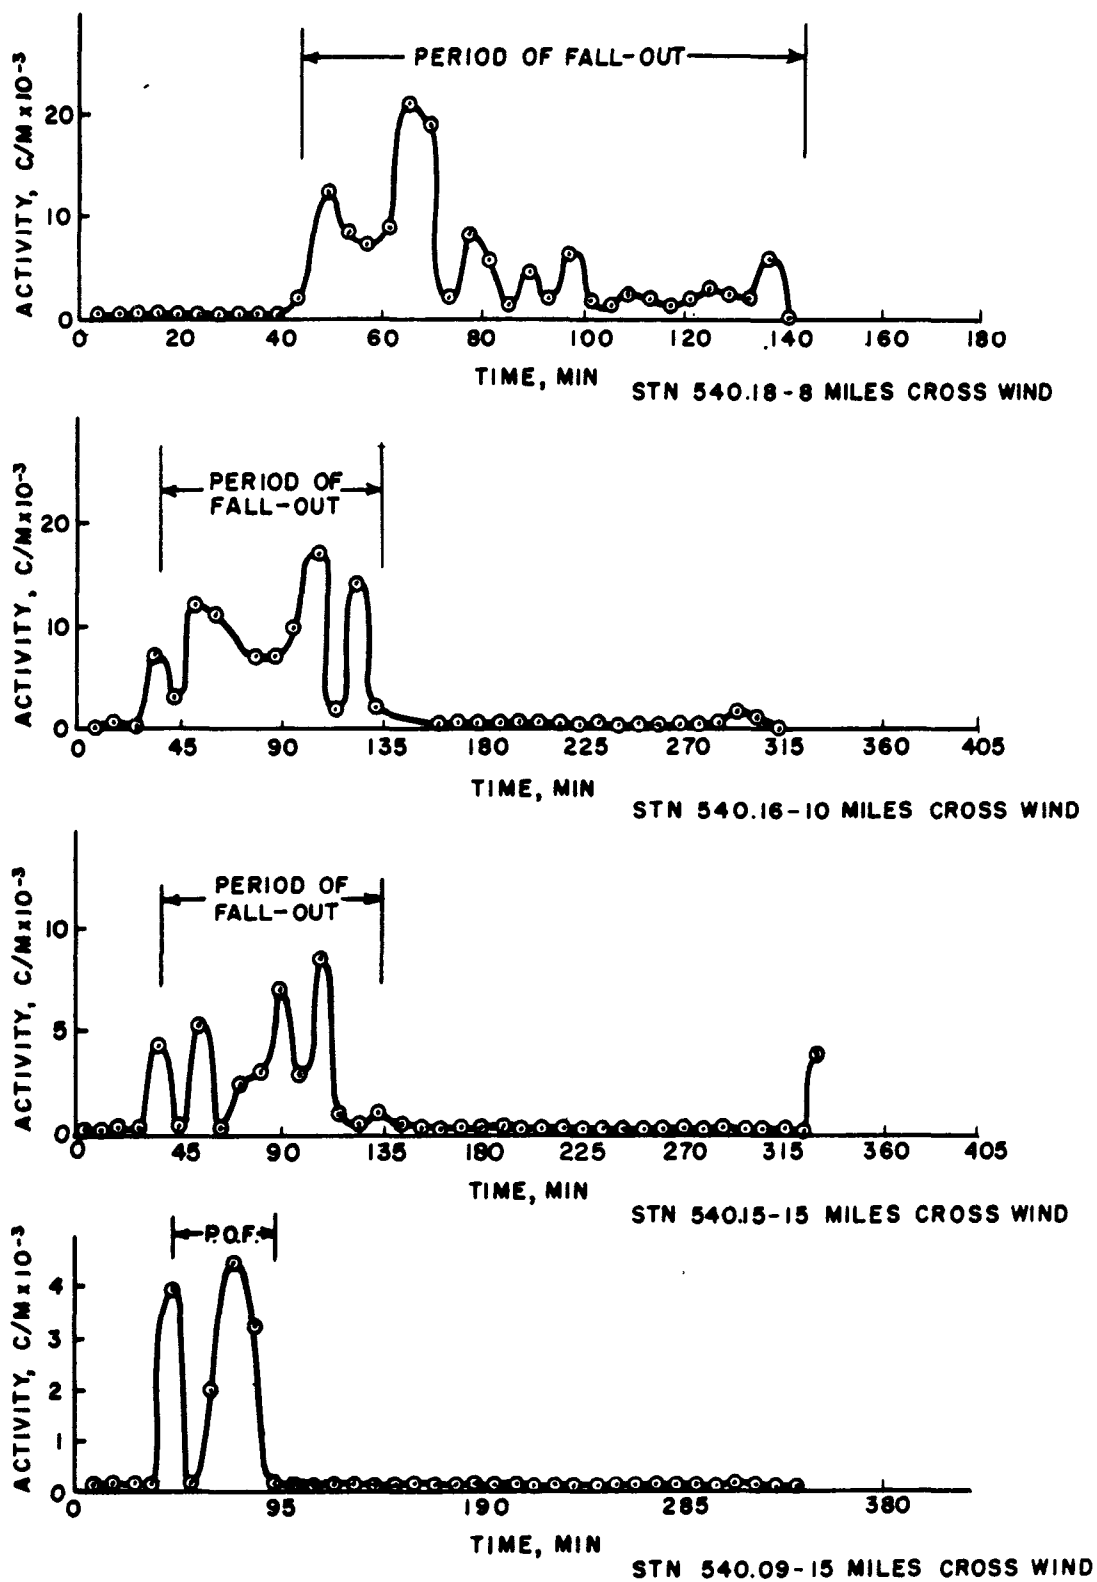 PERIOD OF FALL-OUT
ACTIVITY, C/M x 10-3
20
10
0
0 20 40 60 80 100 120 .140 160 180
TIME, MIN
STN 540.18-8 MILES CROSS WIND
PERIOD OF
FALL-OUT
ACTIVITY, C/M x 10-3
20
10
0
0 45 90 135 180 225 270 315 360 405
TIME, MIN
STN 540.16-10 MILES CROSS WIND
PERIOD OF
FALL-OUT
ACTIVITY, C/M x 10-3
10
5
0
0 45 90 135 180 225 270 315 360 405
TIME, MIN
STN 540.15-15 MILES CROSS WIND
P.O.F.
ACTIVITY, C/M x 10-3
4
3
2
1
0
0 95 190 285 380
TIME, MIN
STN 540.09-15 MILES CROSS WIND